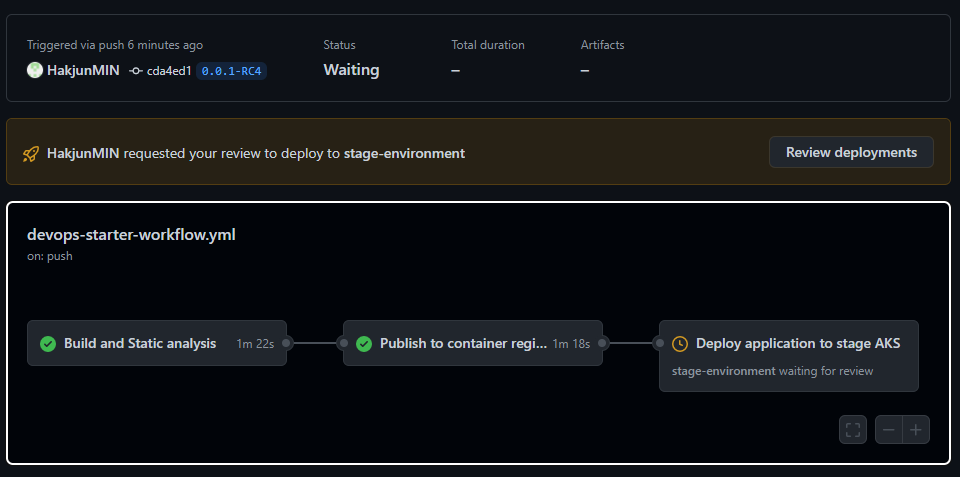 Triggered via push 6 minutes ago
HakjunMIN cda4ed1 0.0.1-RC4
Status
Waiting
Total duration
–
Artifacts
–
HakjunMIN requested your review to deploy to stage-environment
Review deployments
devops-starter-workflow.yml
on: push
Build and Static analysis 1m 22s
Publish to container regi... 1m 18s
Deploy application to stage AKS
stage-environment waiting for review